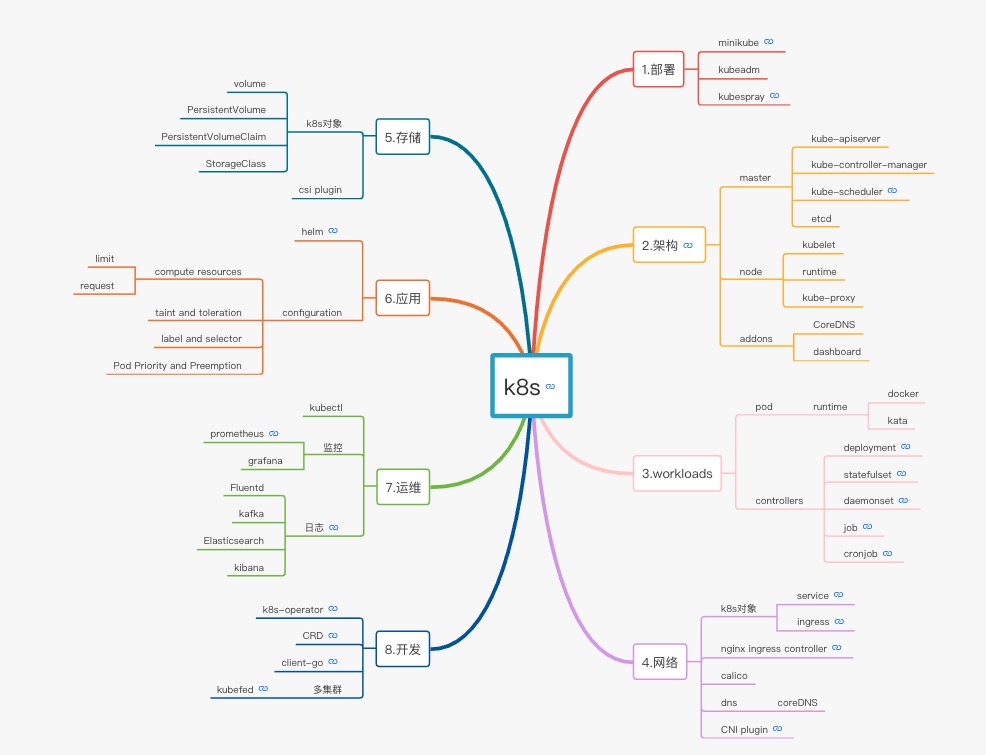 k8s
1.部署
minikube
kubeadm
kubespray
2.架构
master
kube-apiserver
kube-controller-manager
kube-scheduler
etcd
node
kubelet
runtime
kube-proxy
addons
CoreDNS
dashboard
3.workloads
pod
runtime
docker
kata
controllers
deployment
statefulset
daemonset
job
cronjob
4.网络
k8s对象
service
ingress
nginx ingress controller
calico
dns
coreDNS
CNI plugin
5.存储
k8s对象
volume
PersistentVolume
PersistentVolumeClaim
StorageClass
csi plugin
6.应用
helm
configuration
compute resources
limit
request
taint and toleration
label and selector
Pod Priority and Preemption
7.运维
kubectl
监控
prometheus
grafana
日志
Fluentd
kafka
Elasticsearch
kibana
8.开发
k8s-operator
CRD
client-go
多集群
kubefed